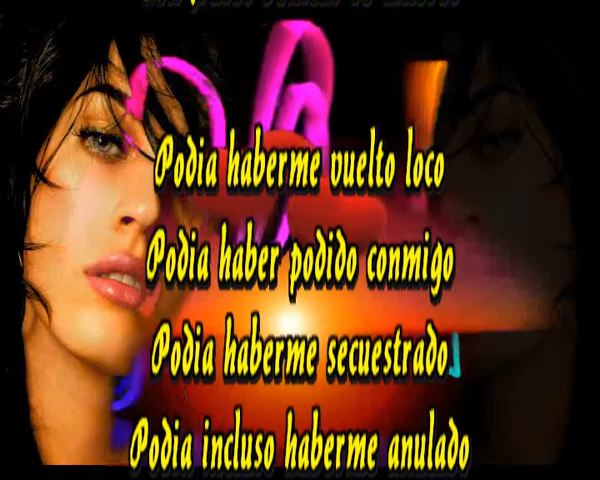 Podia haberme vuelto loco
Podia haber podido conmigo
Podia haberme secuestrado
Podia incluso haberme anulado